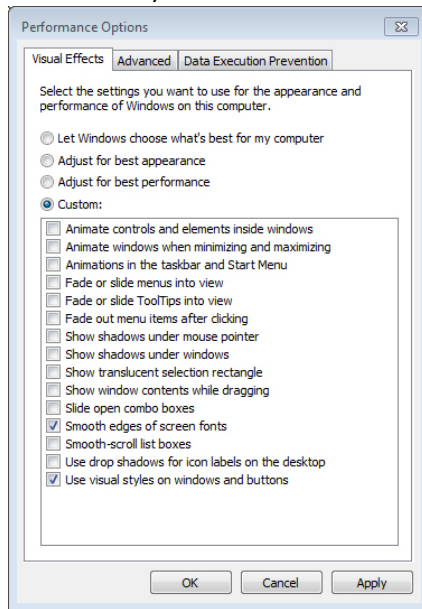 Performance Options
Visual Effects Advanced Data Execution Prevention
Select the settings you want to use for the appearance and
performance of Windows on this computer.
Let Windows choose what's best for my computer
Adjust for best appearance
Adjust for best performance
Custom:
Animate controls and elements inside windows
Animate windows when minimizing and maximizing
Animations in the taskbar and Start Menu
Fade or slide menus into view
Fade or slide ToolTips into view
Fade out menu items after clicking
Show shadows under mouse pointer
Show shadows under windows
Show translucent selection rectangle
Show window contents while dragging
Slide open combo boxes
Smooth edges of screen fonts
Smooth-scroll list boxes
Use drop shadows for icon labels on the desktop
Use visual styles on windows and buttons
OK Cancel Apply